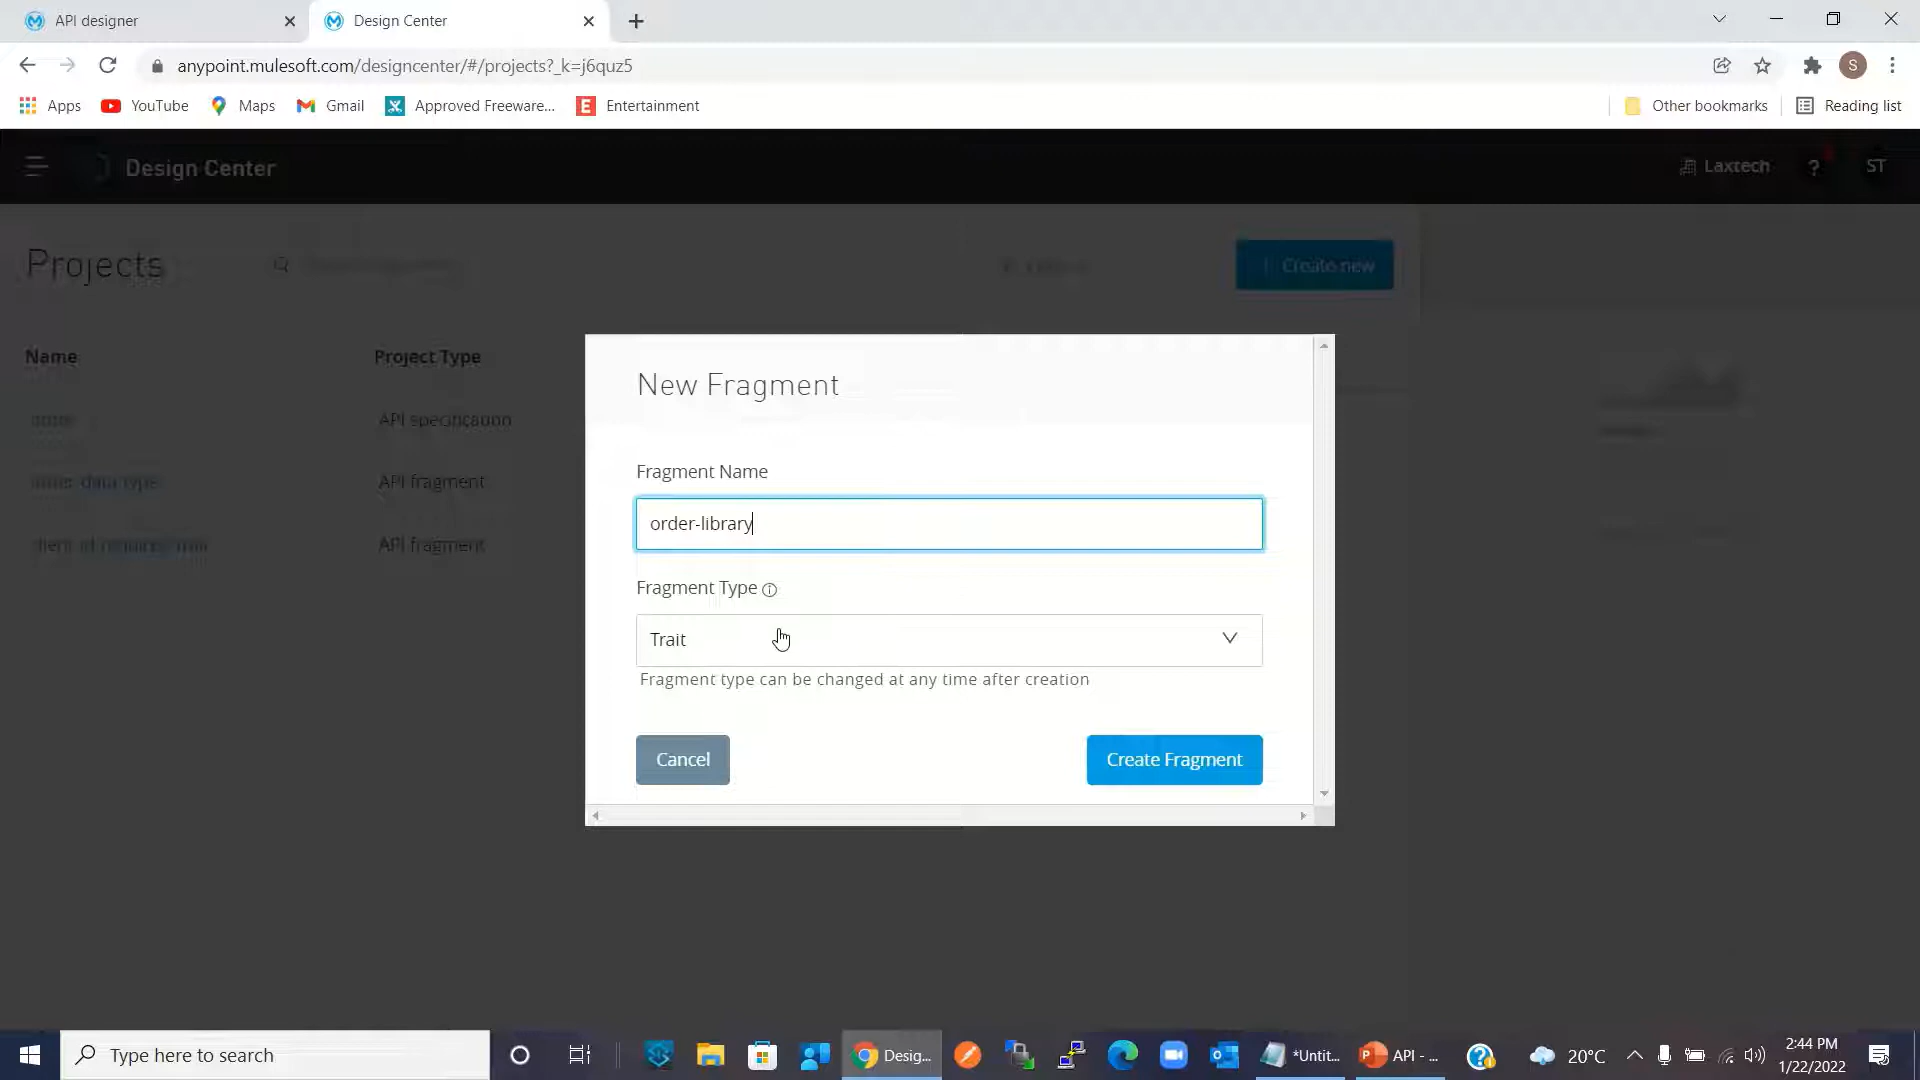 API designer
Design Center
anypoint.mulesoft.com/designcenter/#/projects?_k=j6quz5
Apps
YouTube
Maps
Gmail
Approved Freeware...
Entertainment
Other bookmarks
Reading list
Design Center
Laxtech
?
ST
Projects
Create new
Name
Project Type
API specification
data type
API fragment
API fragment
New Fragment
Fragment Name
order-library
Fragment Type
Trait
Fragment type can be changed at any time after creation
Cancel
Create Fragment
Type here to search
Desig...
*Untit...
API - ...
20°C
2:44 PM
1/22/2022
S